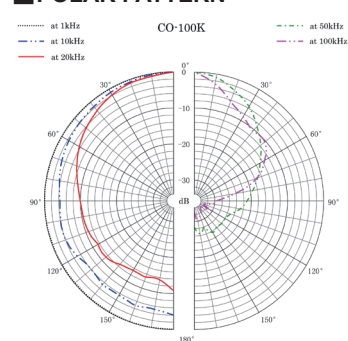 POLAR PATTERN
CO-100K
at 1kHz
at 10kHz
at 20kHz
at 50kHz
at 100kHz
0°
0
30°
30°
-10
60°
60°
-20
-30
90°
dB
90°
120°
120°
150°
150°
180°